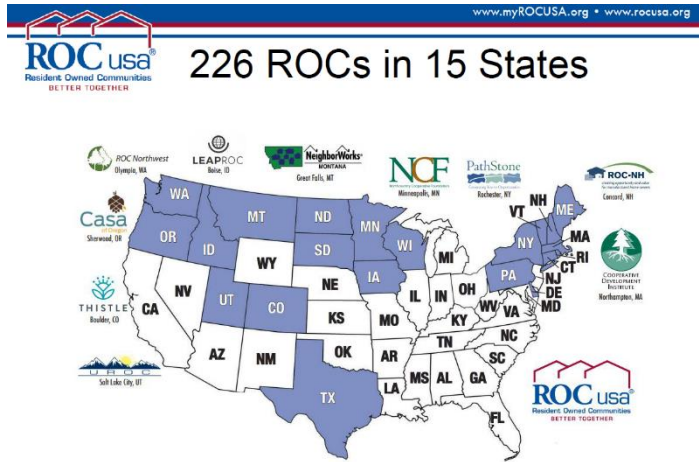 www.myROCUSA.org • www.rocusa.org
ROC usa®
Resident Owned Communities
BETTER TOGETHER
226 ROCs in 15 States
ROC Northwest
Olympia, WA
LEAPROC
Boise, ID
NeighborWorks®
MONTANA
Great Falls, MT
NCF
Northcountry Cooperative Foundation
Minneapolis, MN
PathStone
Rochester, NY
ROC-NH
Concord, NH
Casa
of Oregon
Sherwood, OR
THISTLE
Boulder, CO
UROC
Salt Lake City, UT
COOPERATIVE
DEVELOPMENT
INSTITUTE
Northampton, MA
WA
MT
ND
MN
OR
ID
SD
WI
WY
IA
NE
NV
UT
CO
CA
KS
AZ
NM
OK
TX
MO
AR
LA
IL
IN
MI
OH
KY
TN
MS
AL
GA
FL
SC
NC
VA
WV
PA
NY
VT
NH
ME
MA
RI
CT
NJ
DE
MD
ROC usa®
Resident Owned Communities
BETTER TOGETHER